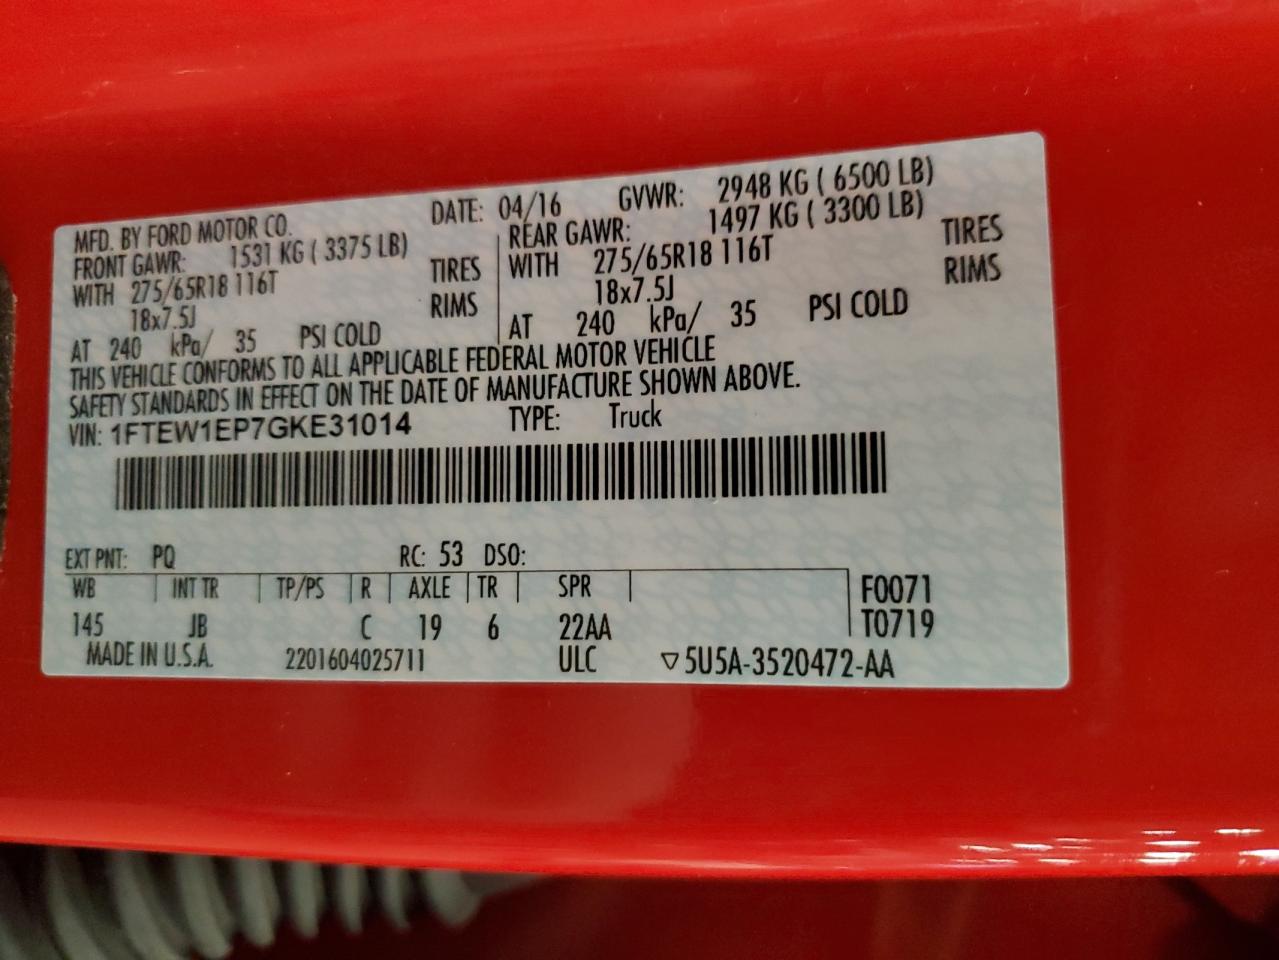 MFD. BY FORD MOTOR CO. DATE: 04/16 GVWR: 2948 KG ( 6500 LB)
FRONT GAWR: 1531 KG ( 3375 LB) REAR GAWR: 1497 KG ( 3300 LB)
WITH 275/65R18 116T TIRES WITH 275/65R18 116T TIRES
18x7.5J RIMS 18x7.5J RIMS
AT 240 kPa/ 35 PSI COLD AT 240 kPa/ 35 PSI COLD
THIS VEHICLE CONFORMS TO ALL APPLICABLE FEDERAL MOTOR VEHICLE
SAFETY STANDARDS IN EFFECT ON THE DATE OF MANUFACTURE SHOWN ABOVE.
VIN: 1FTEW1EP7GKE31014 TYPE: Truck
EXT PNT: PQ RC: 53 DSO:
WB INT TR TP/PS R AXLE TR SPR F0071
145 JB C 19 6 22AA T0719
MADE IN U.S.A. 2201604025711 ULC ▽5U5A-3520472-AA